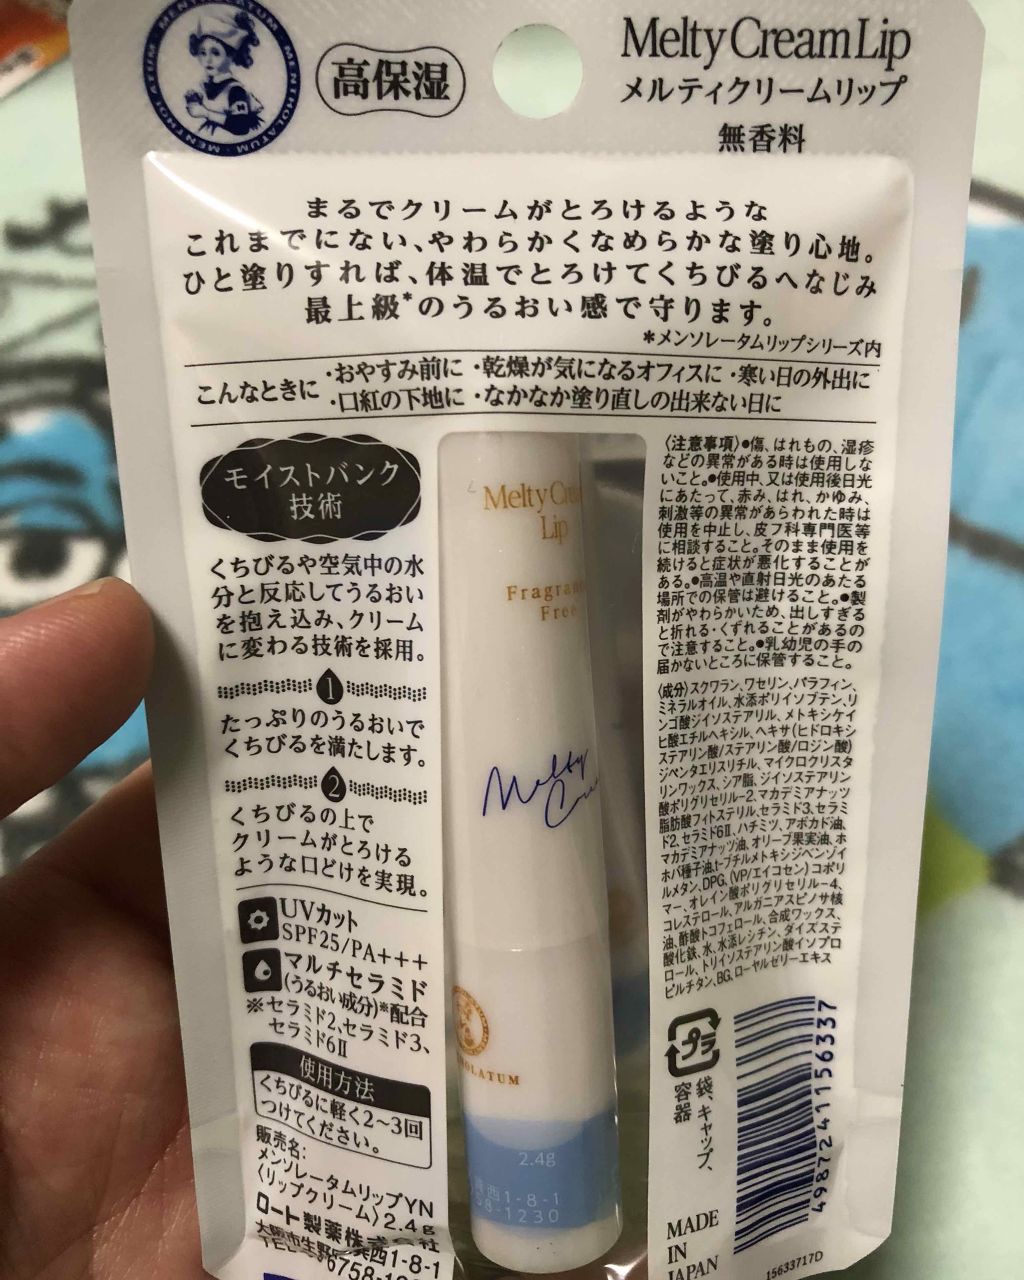 MENTHOLATUM · MENTHOLATUM · MENTHOLATUM
高保湿
Melty Cream Lip
メルティクリームリップ
無香料
まるでクリームがとろけるような
これまでにない、やわらかくなめらかな塗り心地。
ひと塗りすれば、体温でとろけてくちびるへなじみ
最上級*のうるおい感で守ります。
*メンソレータムリップシリーズ内
こんなときに
・おやすみ前に ・乾燥が気になるオフィスに ・寒い日の外出に
・口紅の下地に ・なかなか塗り直しの出来ない日に
モイストバンク
技術
くちびるや空気中の水
分と反応してうるおい
を抱え込み、クリーム
に変わる技術を採用。
1
たっぷりのうるおいで
くちびるを満たします。
2
くちびるの上で
クリームがとろける
ような口どけを実現。
UVカット
SPF25/PA+++
マルチセラミド
(うるおい成分)※配合
※セラミド2、セラミド3、
セラミド6Ⅱ
使用方法
くちびるに軽く2~3回
つけてください。
販売名:
メンソレータムリップYN
〈リップクリーム〉2.4g
ロート製薬株式会社
大阪市生野 西1-8-1
6758-12
Melty
Lip
Free
Melty
2.4g
西1-8-1
58-1230
〈注意事項〉●傷、はれもの、湿疹
などの異常がある時は使用しな
いこと。●使用中、又は使用後日光
にあたって、赤み、はれ、かゆみ、
刺激等の異常があらわれた時は
使用を中止し、皮フ科専門医等
に相談すること。そのまま使用を
続けると症状が悪化することが
ある。●高温や直射日光のあたる
場所での保管は避けること。●製
剤がやわらかいため、出しすぎる
と折れる・くずれることがあるの
で注意すること。●乳幼児の手の
届かないところに保管すること。
〈成分〉スクワラン、ワセリン、パラフィン、
ミネラルオイル、水添ポリイソブテン、リ
ンゴ酸ジイソステアリル、メトキシケイ
ヒ酸エチルヘキシル、ヘキサ(ヒドロキシ
ステアリン酸/ステアリン酸/ロジン酸)
ジペンタエリスリチル、マイクロクリスタ
リンワックス、シア脂、ジイソステアリン
酸ポリグリセリル-2、マカデミアナッツ
脂肪酸フィトステリル、セラミド3、セラミ
ド2、セラミド6Ⅱ、ハチミツ、アボカド油、
マカデミアナッツ油、オリーブ果実油、ホ
ホバ種子油、t-ブチルメトキシジベンゾイ
ルメタン、DPG、(VP/エイコセン)コポリ
マー、オレイン酸ポリグリセリル-4、
コレステロール、アルガニアスピノサ核
油、酢酸トコフェロール、合成ワックス、
酸化鉄、水、水添レシチン、ダイズステ
ロール、トリイソステアリン酸イソプロ
ピルチタン、BG、ローヤルゼリーエキス
プラ
袋、キャップ、
容器
4987241156337
MADE
IN
JAPAN
15633717D